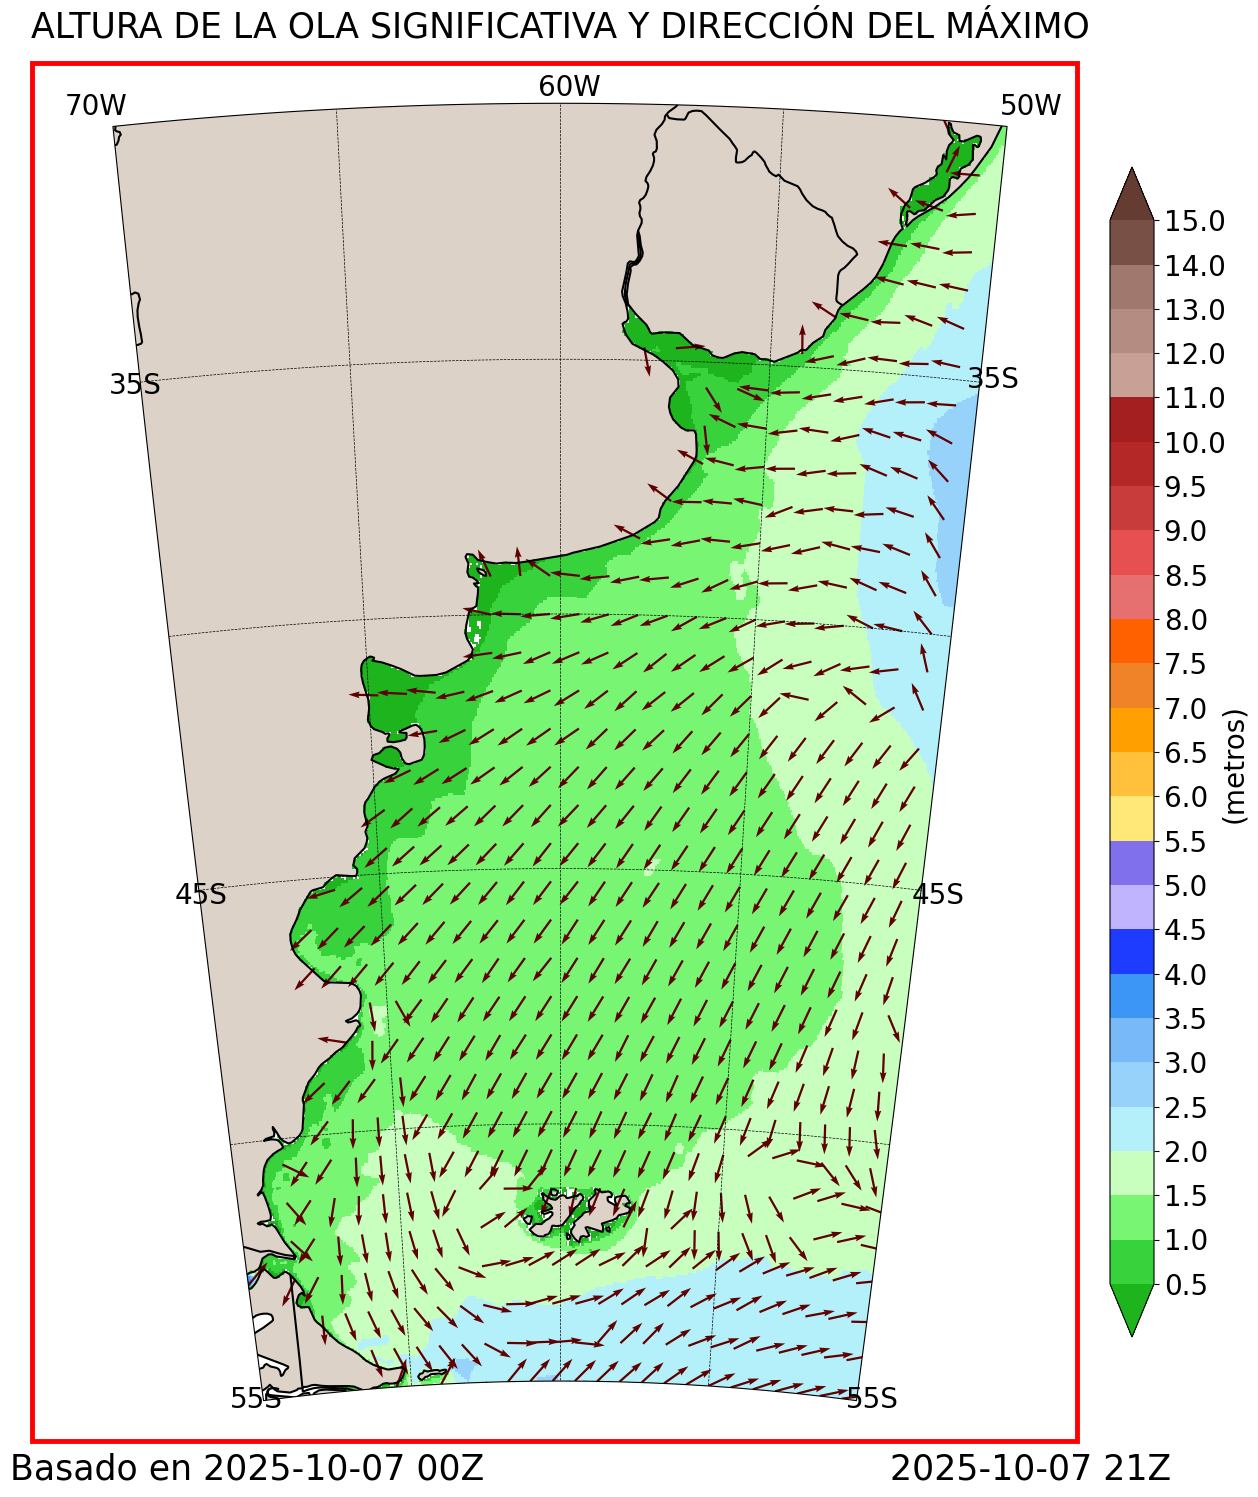 ALTURA DE LA OLA SIGNIFICATIVA Y DIRECCIÓN DEL MÁXIMO
70W
60W
50W
35S
35S
45S
45S
55S
55S
15.0
14.0
13.0
12.0
11.0
10.0
9.5
9.0
8.5
8.0
7.5
7.0
6.5
6.0
5.5
5.0
4.5
4.0
3.5
3.0
2.5
2.0
1.5
1.0
0.5
(metros)
Basado en 2025-10-07 00Z
2025-10-07 21Z